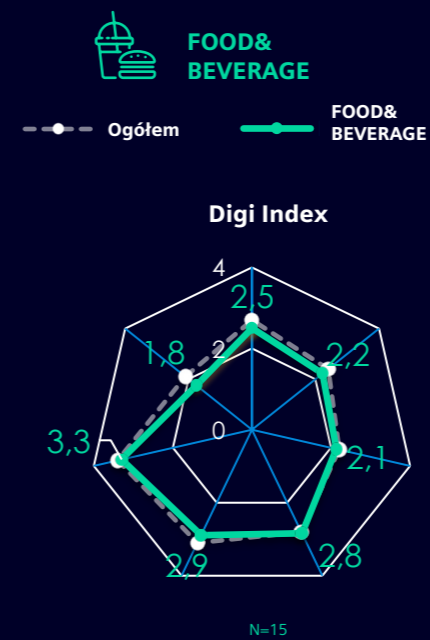 FOOD&
BEVERAGE
Ogółem
FOOD&
BEVERAGE
Digi Index
4
2,5
1,8
2
2,2
3,3
0
2,1
2,9
2,8
N=15